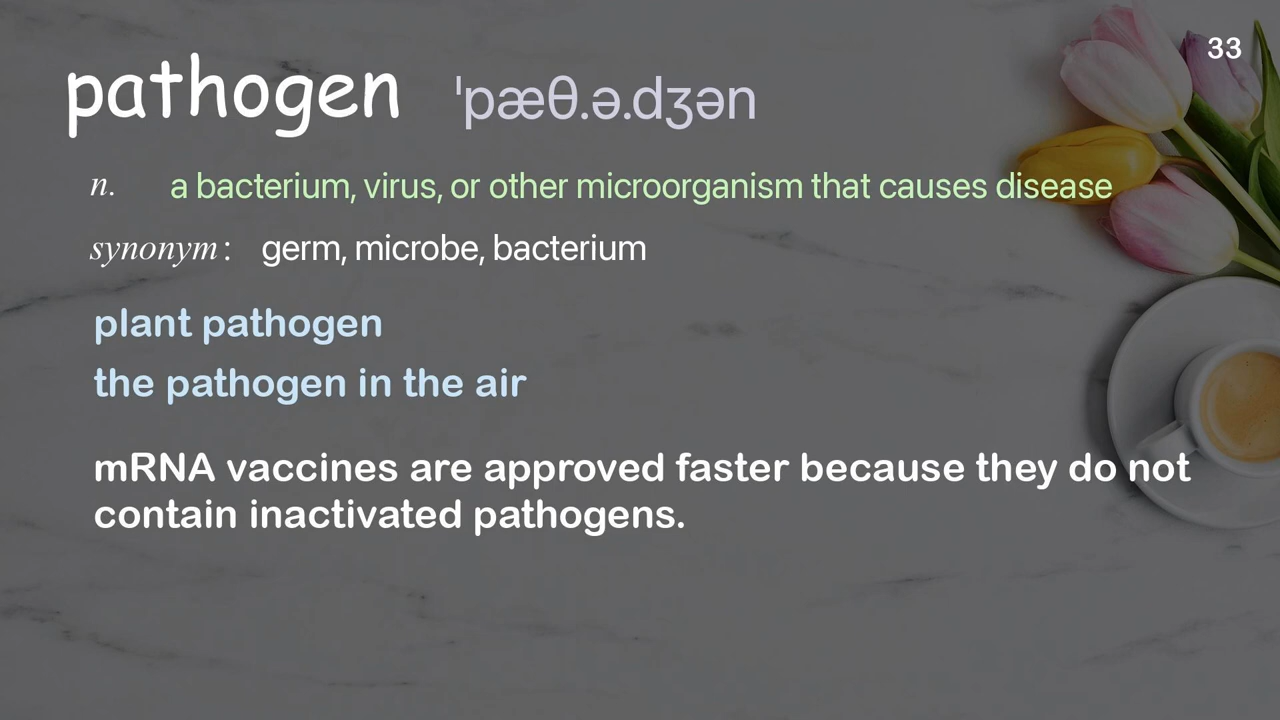 33
pathogen ˈpæθ.ə.dʒən
n. a bacterium, virus, or other microorganism that causes disease
synonym: germ, microbe, bacterium
plant pathogen
the pathogen in the air
mRNA vaccines are approved faster because they do not
contain inactivated pathogens.